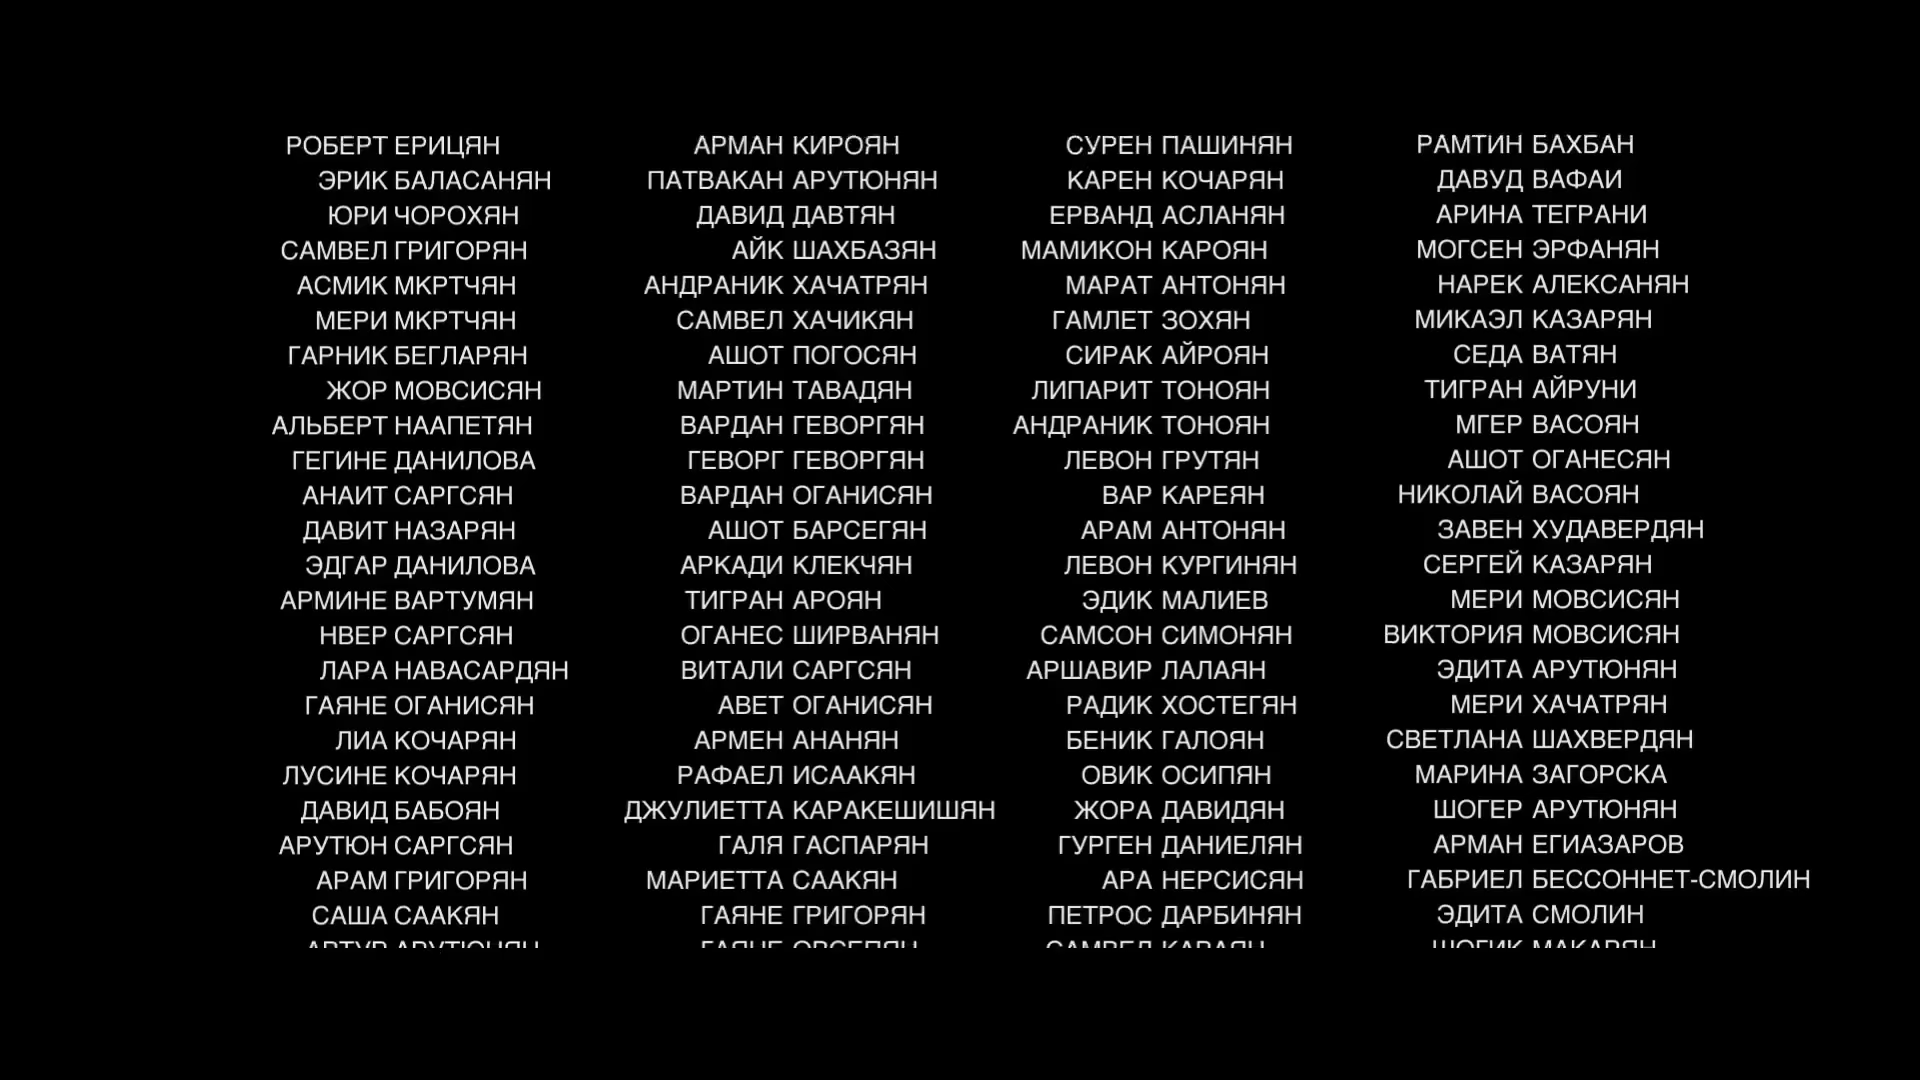 РОБЕРТ ЕРИЦЯН
ЭРИК БАЛАСАНЯН
ЮРИ ЧОРОХЯН
САМВЕЛ ГРИГОРЯН
АСМИК МКРТЧЯН
МЕРИ МКРТЧЯН
ГАРНИК БЕГЛАРЯН
ЖОР МОВСИСЯН
АЛЬБЕРТ НААПЕТЯН
ГЕГИНЕ ДАНИЛОВА
АНАИТ САРГСЯН
ДАВИТ НАЗАРЯН
ЭДГАР ДАНИЛОВА
АРМИНЕ ВАРТУМЯН
НВЕР САРГСЯН
ЛАРА НАВАСАРДЯН
ГАЯНЕ ОГАНИСЯН
ЛИА КОЧАРЯН
ЛУСИНЕ КОЧАРЯН
ДАВИД БАБОЯН
АРУТЮН САРГСЯН
АРАМ ГРИГОРЯН
САША СААКЯН
АРТУР АРУТЮНЯН
АРМАН КИРОЯН
ПАТВАКАН АРУТЮНЯН
ДАВИД ДАВТЯН
АЙК ШАХБАЗЯН
АНДРАНИК ХАЧАТРЯН
САМВЕЛ ХАЧИКЯН
АШОТ ПОГОСЯН
МАРТИН ТАВАДЯН
ВАРДАН ГЕВОРГЯН
ГЕВОРГ ГЕВОРГЯН
ВАРДАН ОГАНИСЯН
АШОТ БАРСЕГЯН
АРКАДИ КЛЕКЧЯН
ТИГРАН АРОЯН
ОГАНЕС ШИРВАНЯН
ВИТАЛИ САРГСЯН
АВЕТ ОГАНИСЯН
АРМЕН АНАНЯН
РАФАЕЛ ИСААКЯН
ДЖУЛИЕТТА КАРАКЕШИШЯН
ГАЛЯ ГАСПАРЯН
МАРИЕТТА СААКЯН
ГАЯНЕ ГРИГОРЯН
ГАЯНЕ ОВСЕПЯН
СУРЕН ПАШИНЯН
КАРЕН КОЧАРЯН
ЕРВАНД АСЛАНЯН
МАМИКОН КАРОЯН
МАРАТ АНТОНЯН
ГАМЛЕТ ЗОХЯН
СИРАК АЙРОЯН
ЛИПАРИТ ТОНОЯН
АНДРАНИК ТОНОЯН
ЛЕВОН ГРУТЯН
ВАР КАРЕЯН
АРАМ АНТОНЯН
ЛЕВОН КУРГИНЯН
ЭДИК МАЛИЕВ
САМСОН СИМОНЯН
АРШАВИР ЛАЛАЯН
РАДИК ХОСТЕГЯН
БЕНИК ГАЛОЯН
ОВИК ОСИПЯН
ЖОРА ДАВИДЯН
ГУРГЕН ДАНИЕЛЯН
АРА НЕРСИСЯН
ПЕТРОС ДАРБИНЯН
САМВЕЛ
РАМТИН БАХБАН
ДАВУД ВАФАИ
АРИНА ТЕГРАНИ
МОГСЕН ЭРФАНЯН
НАРЕК АЛЕКСАНЯН
МИКАЭЛ КАЗАРЯН
СЕДА ВАТЯН
ТИГРАН АЙРУНИ
МГЕР ВАСОЯН
АШОТ ОГАНЕСЯН
НИКОЛАЙ ВАСОЯН
ЗАВЕН ХУДАВЕРДЯН
СЕРГЕЙ КАЗАРЯН
МЕРИ МОВСИСЯН
ВИКТОРИЯ МОВСИСЯН
ЭДИТА АРУТЮНЯН
МЕРИ ХАЧАТРЯН
СВЕТЛАНА ШАХВЕРДЯН
МАРИНА ЗАГОРСКА
ШОГЕР АРУТЮНЯН
АРМАН ЕГИАЗАРОВ
ГАБРИЕЛ БЕССОННЕТ-СМОЛИН
ЭДИТА СМОЛИН
ШОГИК МАКАРЯН